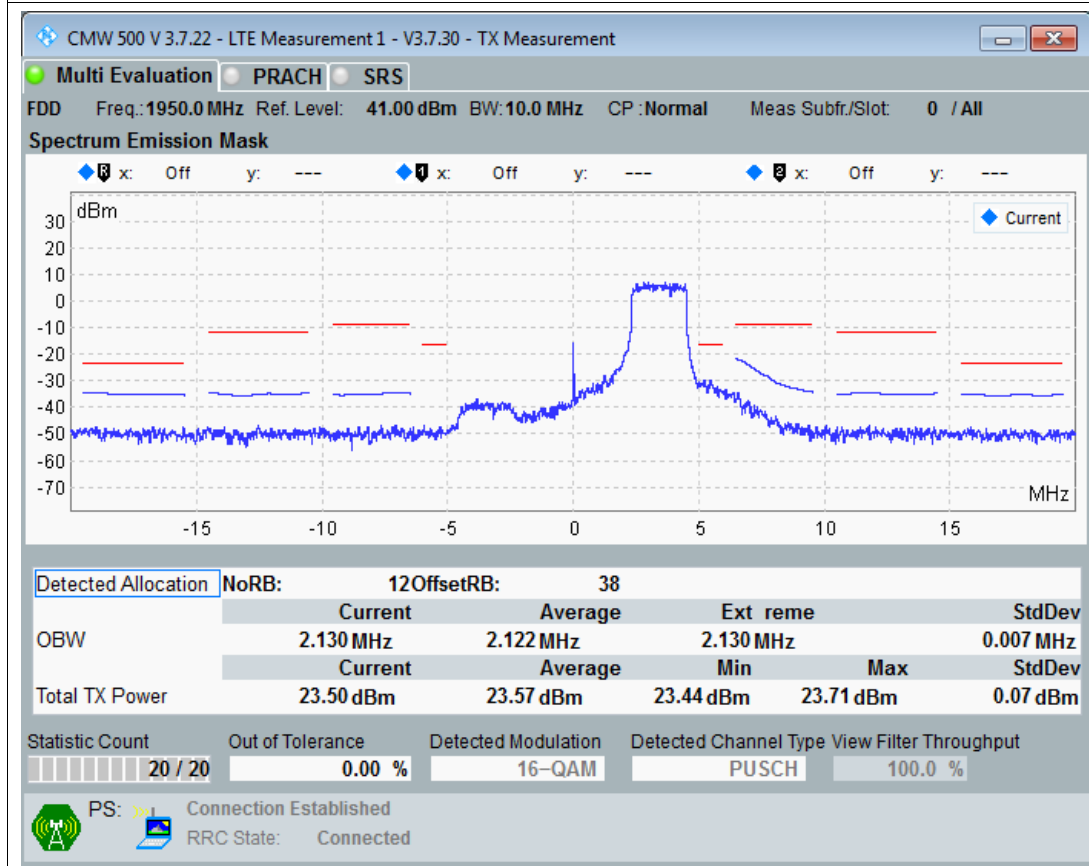 CMW 500 V 3.7.22 - LTE Measurement 1 - V3.7.30 - TX Measurement
Multi Evaluation PRACH SRS
FDD Freq.: 1950.0 MHz Ref. Level: 41.00 dBm BW: 10.0 MHz CP : Normal Meas Subfr./Slot: 0 / All
Spectrum Emission Mask
R x: Off y: --- 1 x: Off y: --- 2 x: Off y: ---
dBm
Current
30
20
10
0
-10
-20
-30
-40
-50
-60
-70
MHz
-15 -10 -5 0 5 10 15
Detected Allocation NoRB: 12 OffsetRB: 38
Current Average Ext reme StdDev
OBW 2.130 MHz 2.122 MHz 2.130 MHz 0.007 MHz
Current Average Min Max StdDev
Total TX Power 23.50 dBm 23.57 dBm 23.44 dBm 23.71 dBm 0.07 dBm
Statistic Count Out of Tolerance Detected Modulation Detected Channel Type View Filter Throughput
20 / 20 0.00 % 16-QAM PUSCH 100.0 %
PS: Connection Established
RRC State: Connected